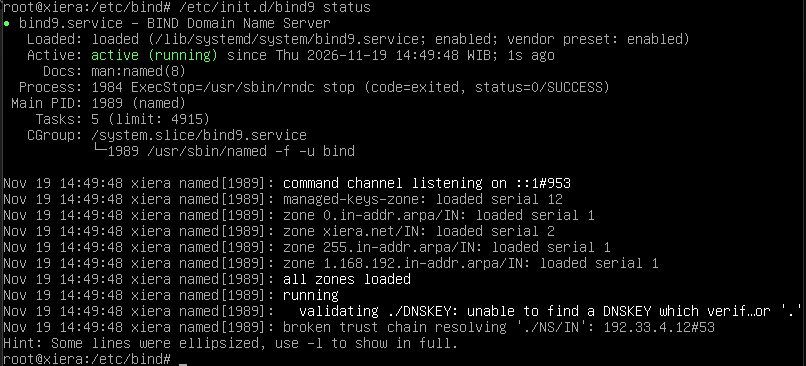 root@xiera:/etc/bind# /etc/init.d/bind9 status
● bind9.service – BIND Domain Name Server
Loaded: loaded (/lib/systemd/system/bind9.service; enabled; vendor preset: enabled)
Active: active (running) since Thu 2026-11-19 14:49:48 WIB; 1s ago
Docs: man:named(8)
Process: 1984 ExecStop=/usr/sbin/rndc stop (code=exited, status=0/SUCCESS)
Main PID: 1989 (named)
Tasks: 5 (limit: 4915)
CGroup: /system.slice/bind9.service
└─1989 /usr/sbin/named -f -u bind
Nov 19 14:49:48 xiera named[1989]: command channel listening on ::1#953
Nov 19 14:49:48 xiera named[1989]: managed-keys-zone: loaded serial 12
Nov 19 14:49:48 xiera named[1989]: zone 0.in-addr.arpa/IN: loaded serial 1
Nov 19 14:49:48 xiera named[1989]: zone xiera.net/IN: loaded serial 2
Nov 19 14:49:48 xiera named[1989]: zone 255.in-addr.arpa/IN: loaded serial 1
Nov 19 14:49:48 xiera named[1989]: zone 1.168.192.in-addr.arpa/IN: loaded serial 1
Nov 19 14:49:48 xiera named[1989]: all zones loaded
Nov 19 14:49:48 xiera named[1989]: running
Nov 19 14:49:48 xiera named[1989]: validating ./DNSKEY: unable to find a DNSKEY which verif…or '.'
Nov 19 14:49:48 xiera named[1989]: broken trust chain resolving './NS/IN': 192.33.4.12#53
Hint: Some lines were ellipsized, use -l to show in full.
root@xiera:/etc/bind# _